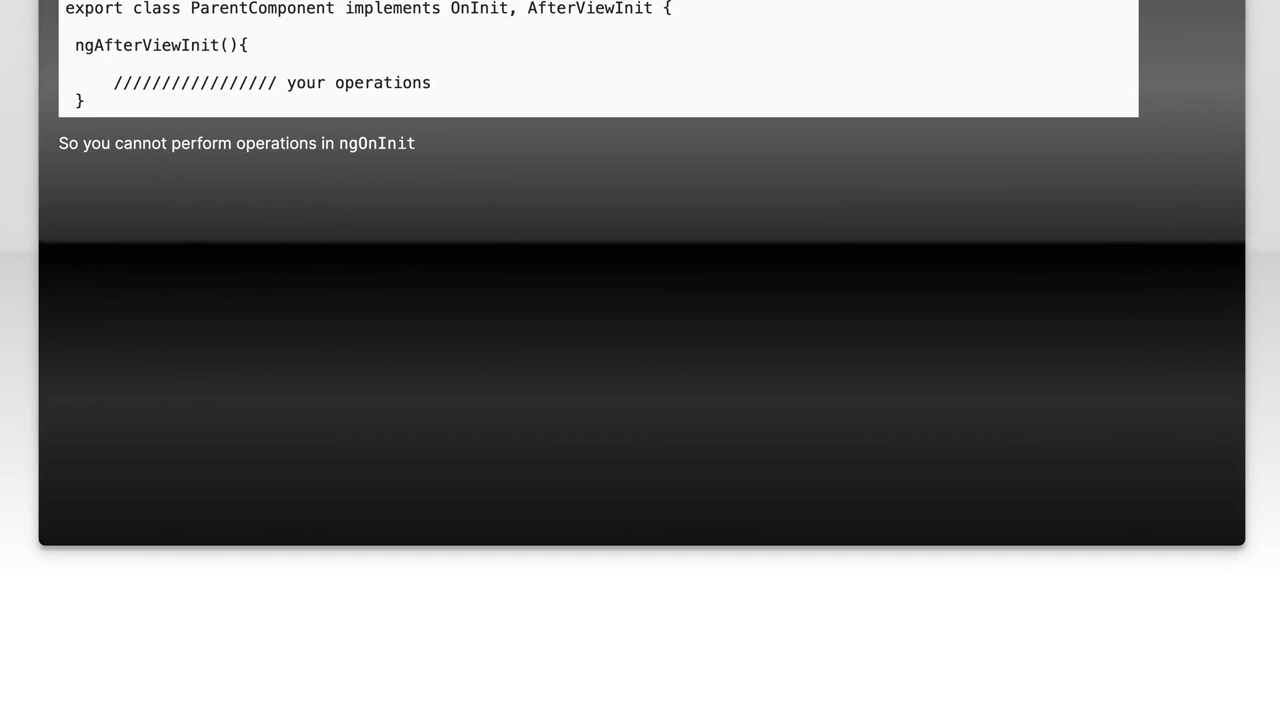 export class ParentComponent implements OnInit, AfterViewInit {
ngAfterViewInit(){
///////////////// your operations
}
So you cannot perform operations in ngOnInit